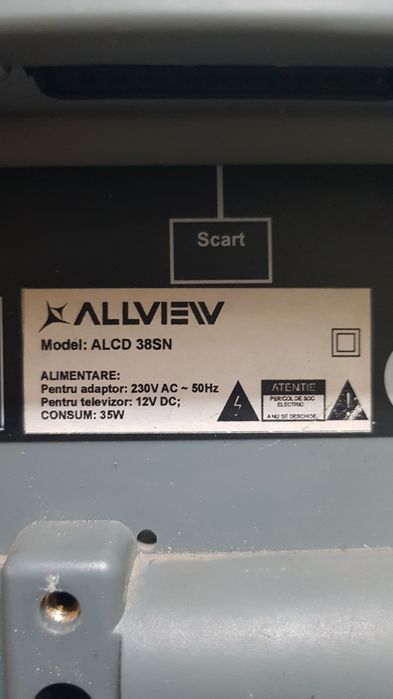 Scart
ALLVIEW
Model: ALCD 38SN
ALIMENTARE:
Pentru adaptor: 230V AC ~ 50Hz
Pentru televizor: 12V DC;
CONSUM: 35W
ATENTIE
PERICOL DE SOC
ELECTRIC
A NU SE DESCHIDE.